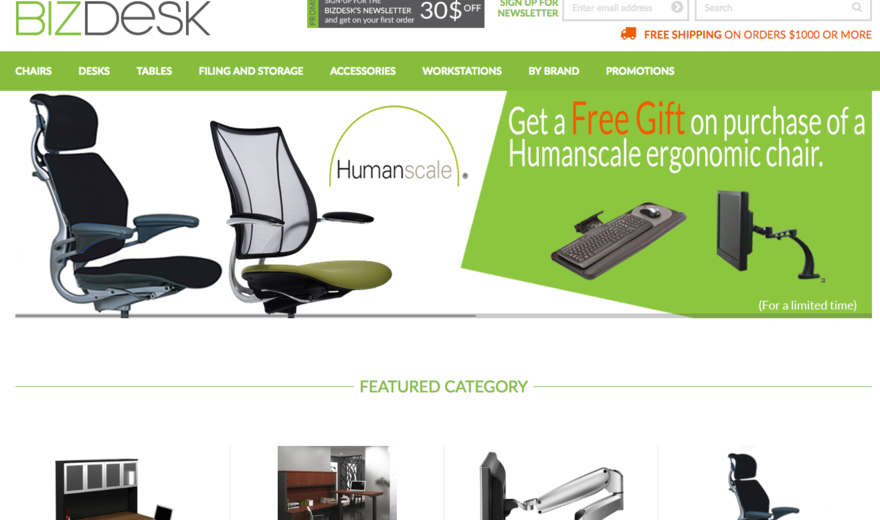 BIZDESK
PROMO
SIGN-UP FOR THE
BIZDESK'S NEWSLETTER
and get on your first order
30$ OFF
SIGN UP FOR
NEWSLETTER
Enter email address
Search
FREE SHIPPING ON ORDERS $1000 OR MORE
CHAIRS DESKS TABLES FILING AND STORAGE ACCESSORIES WORKSTATIONS BY BRAND PROMOTIONS
Humanscale®
Get a Free Gift on purchase of a
Humanscale ergonomic chair.
(For a limited time)
FEATURED CATEGORY